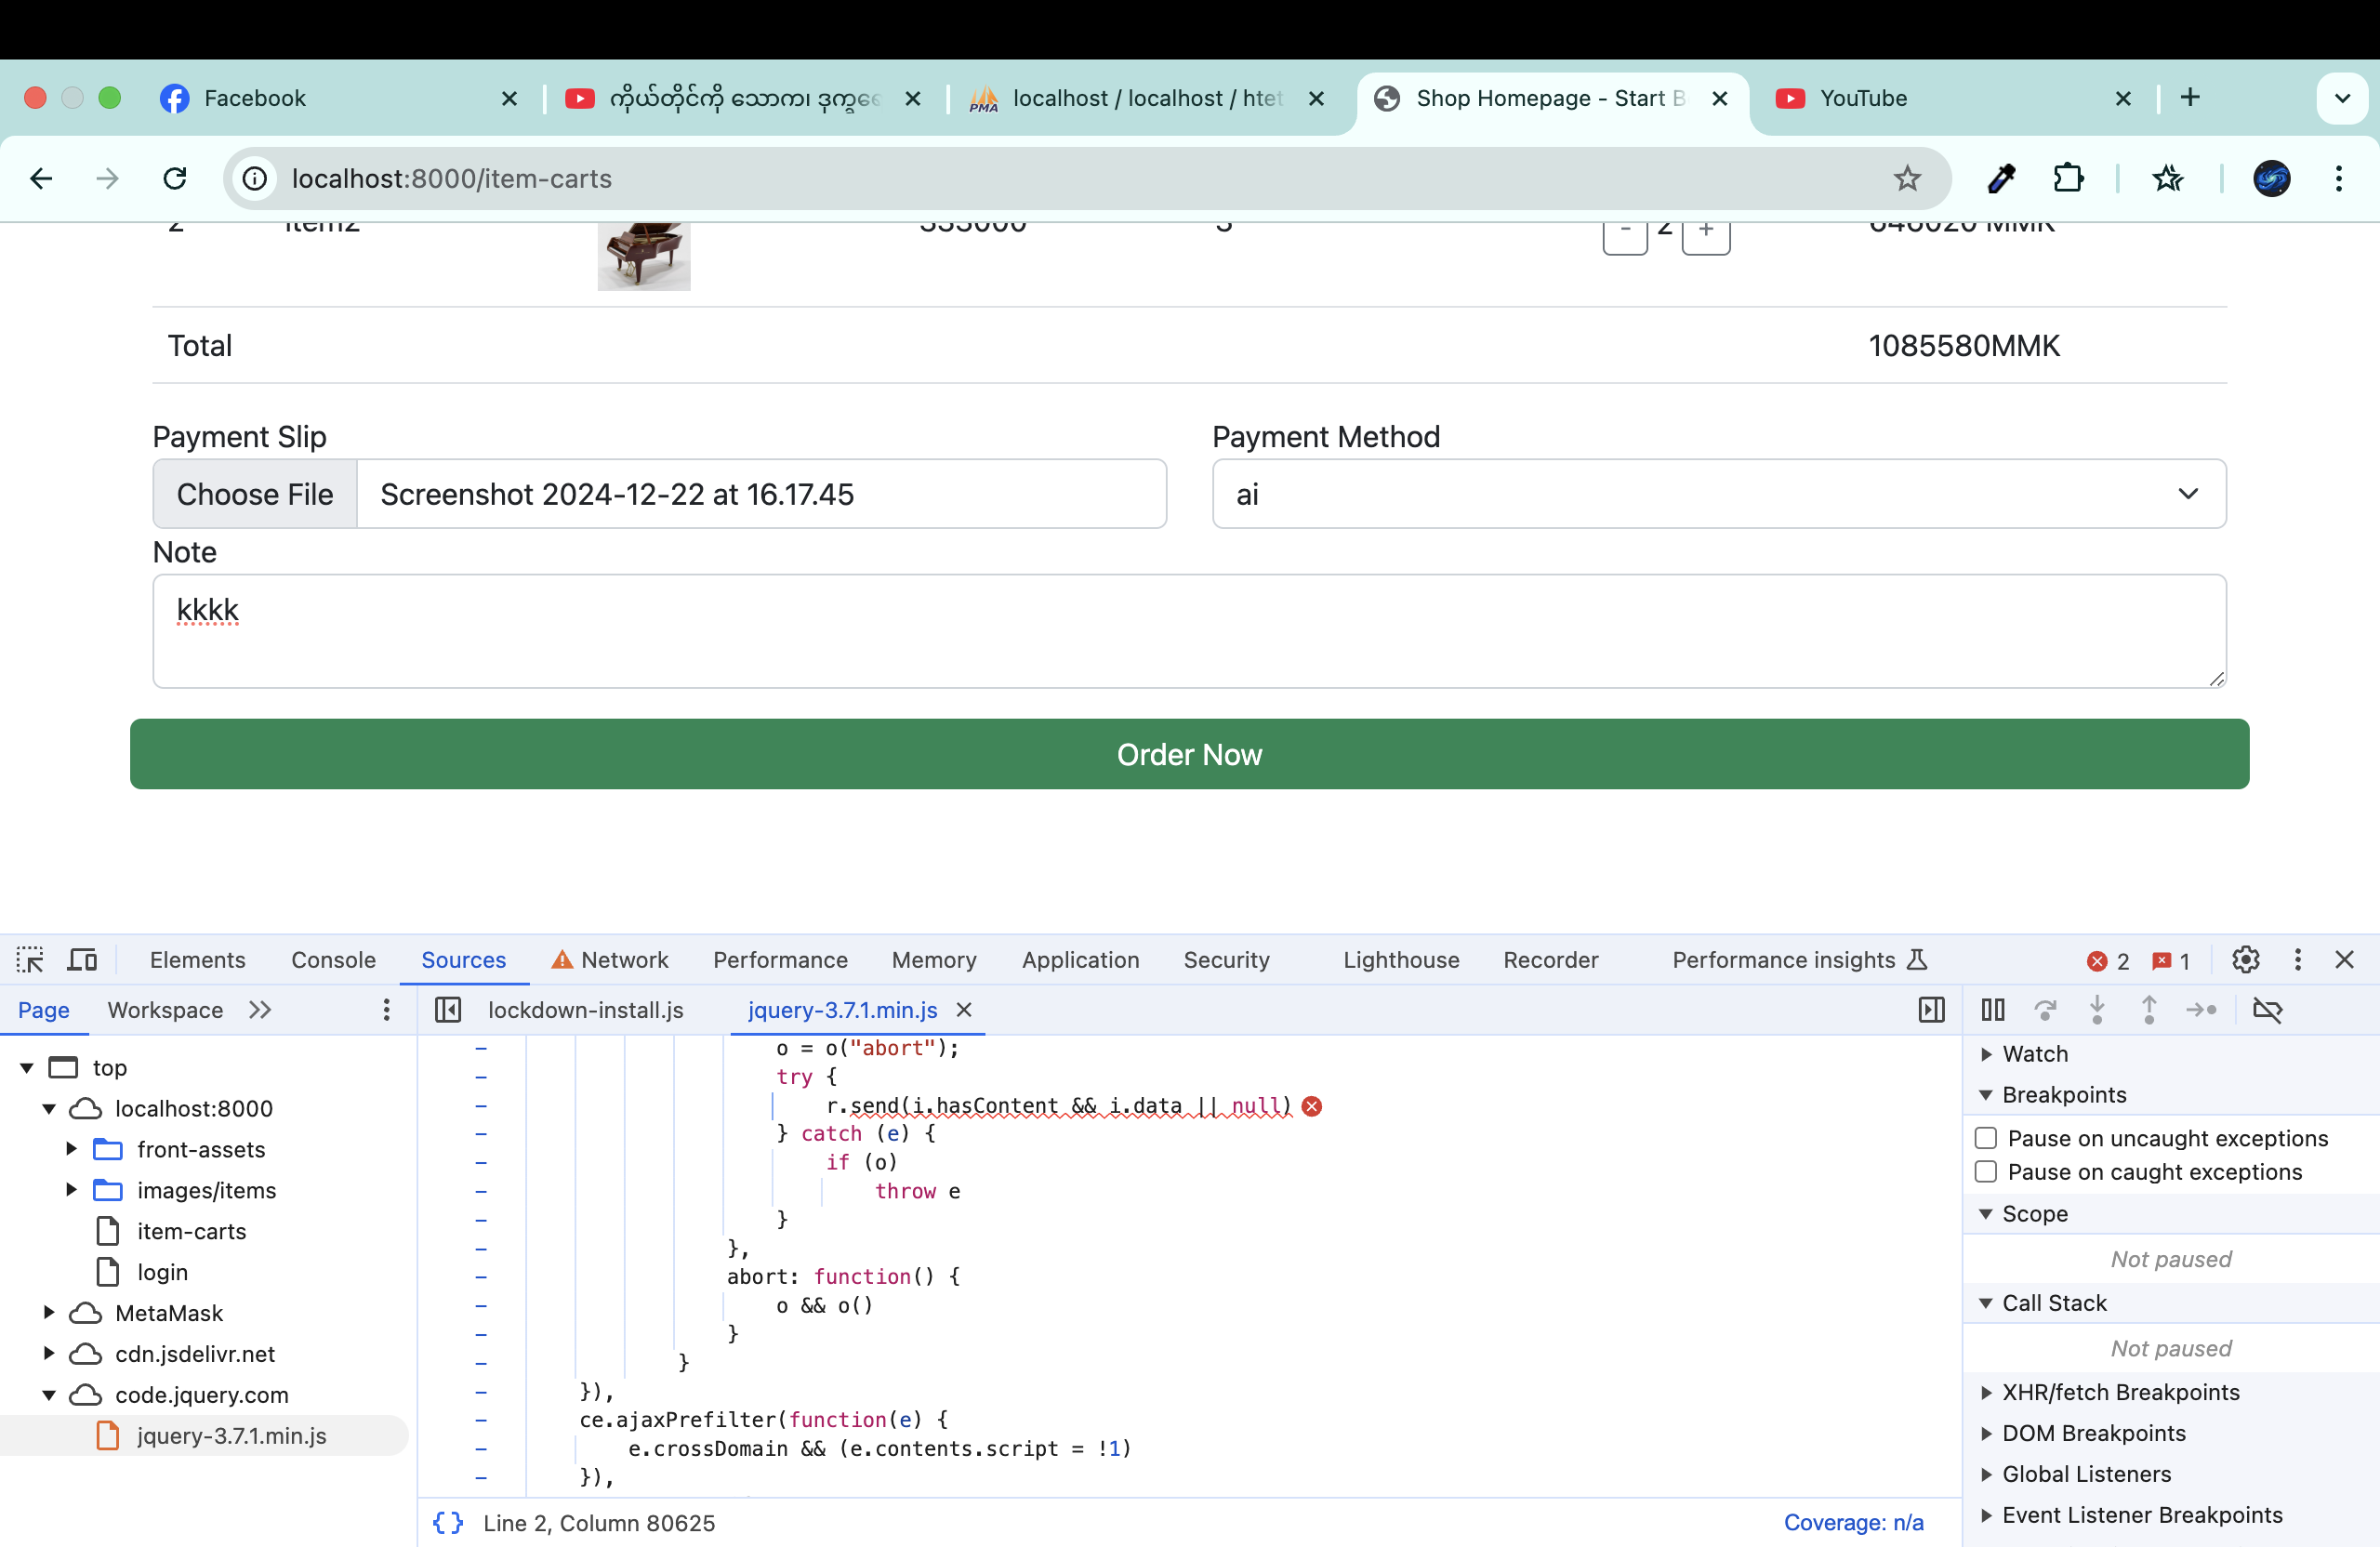 Facebook
ကိုယ်တိုင်ကို သောက၊ ဒုက္ခ
PMA localhost / localhost / htet
Shop Homepage - Start B
YouTube
localhost:8000/item-carts
2 item2 333000 3 - 2 + 646020 MMK
Total 1085580MMK
Payment Slip Payment Method
Choose File Screenshot 2024-12-22 at 16.17.45 ai
Note
kkkk
Order Now
Elements Console Sources Network Performance Memory Application Security Lighthouse Recorder Performance insights 2 1
Page Workspace lockdown-install.js jquery-3.7.1.min.js
top
localhost:8000
front-assets
images/items
item-carts
login
MetaMask
cdn.jsdelivr.net
code.jquery.com
jquery-3.7.1.min.js
o = o("abort");
try {
r.send(i.hasContent && i.data || null)
} catch (e) {
if (o)
throw e
}
},
abort: function() {
o && o()
}
}
}),
ce.ajaxPrefilter(function(e) {
e.crossDomain && (e.contents.script = !1)
}),
{ } Line 2, Column 80625 Coverage: n/a
Watch
Breakpoints
Pause on uncaught exceptions
Pause on caught exceptions
Scope
Not paused
Call Stack
Not paused
XHR/fetch Breakpoints
DOM Breakpoints
Global Listeners
Event Listener Breakpoints